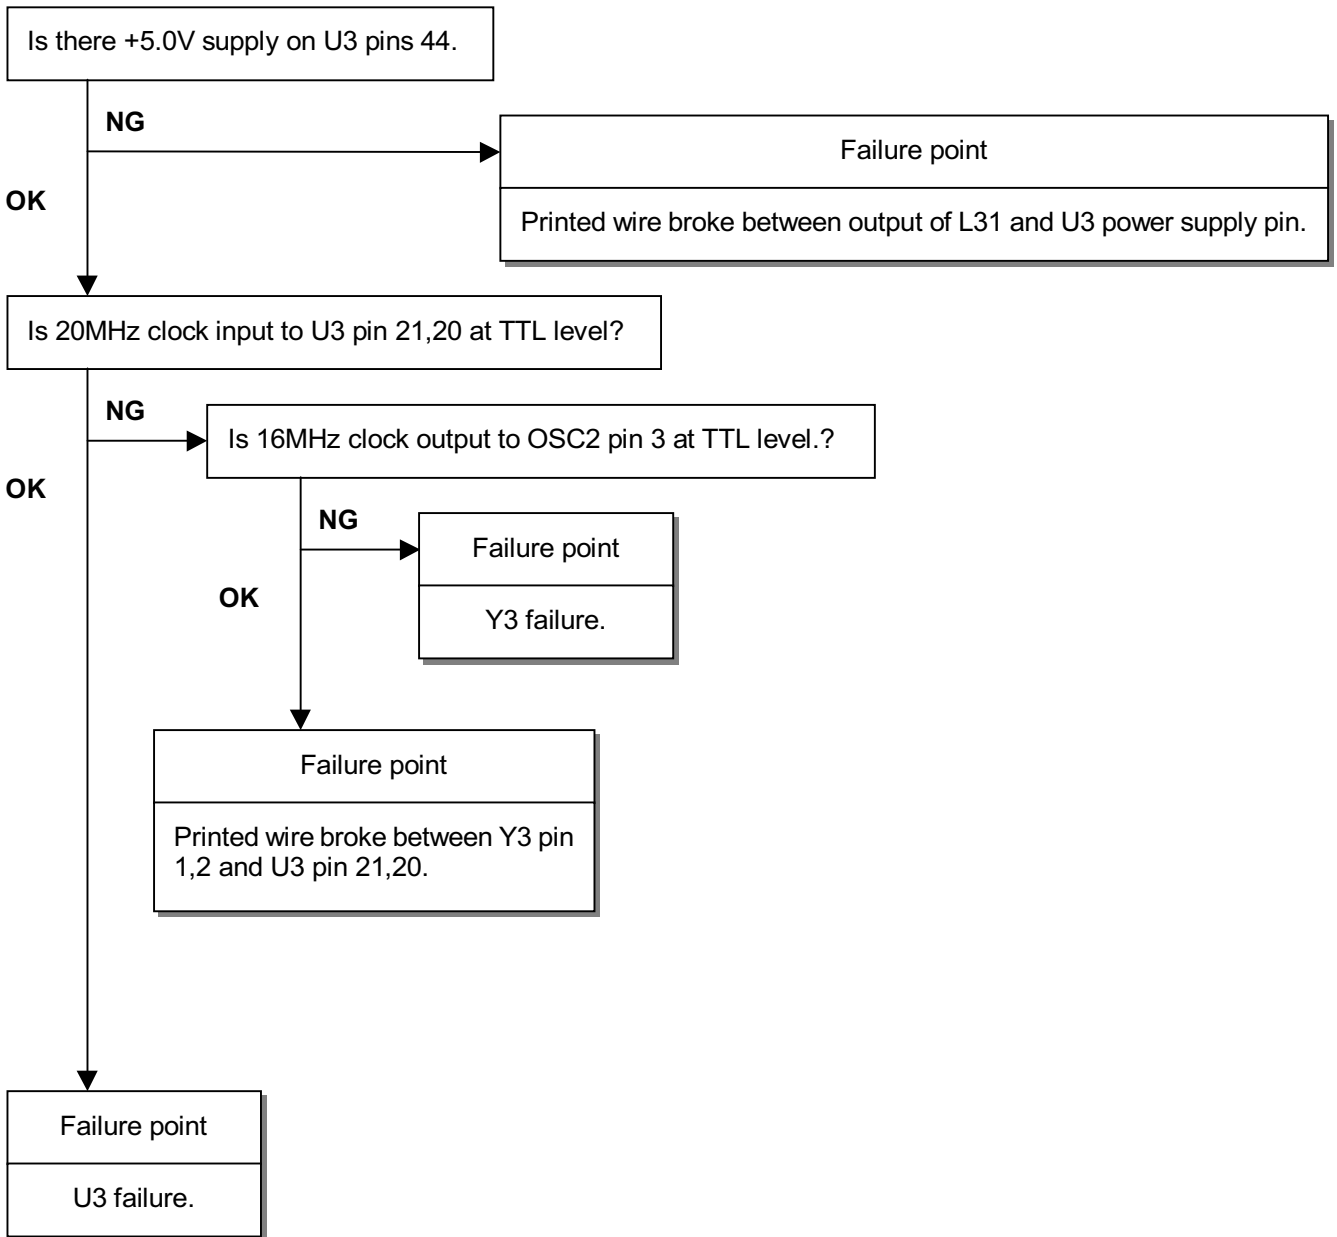 Is there +5.0V supply on U3 pins 44.
NG
Failure point
Printed wire broke between output of L31 and U3 power supply pin.
OK
Is 20MHz clock input to U3 pin 21,20 at TTL level?
NG
Is 16MHz clock output to OSC2 pin 3 at TTL level.?
OK
NG
Failure point
Y3 failure.
OK
Failure point
Printed wire broke between Y3 pin
1,2 and U3 pin 21,20.
Failure point
U3 failure.